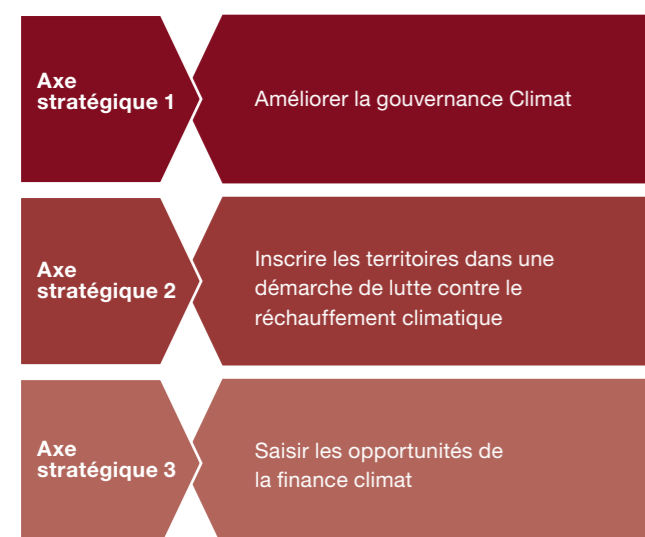 Axe
stratégique 1
Améliorer la gouvernance Climat
Axe
stratégique 2
Inscrire les territoires dans une
démarche de lutte contre le
réchauffement climatique
Axe
stratégique 3
Saisir les opportunités de
la finance climat